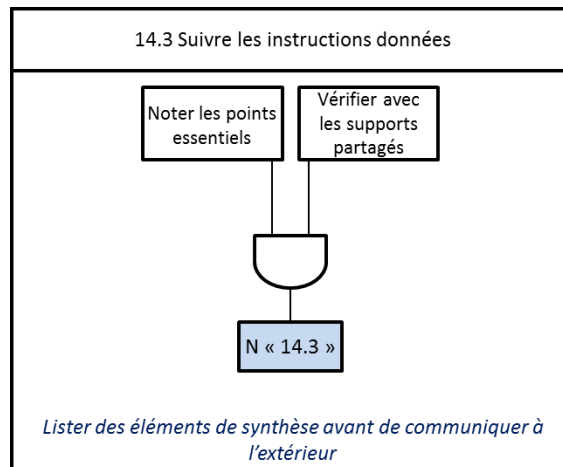 14.3 Suivre les instructions données
Noter les points
essentiels
Vérifier avec
les supports
partagés
N « 14.3 »
Lister des éléments de synthèse avant de communiquer à
l'extérieur